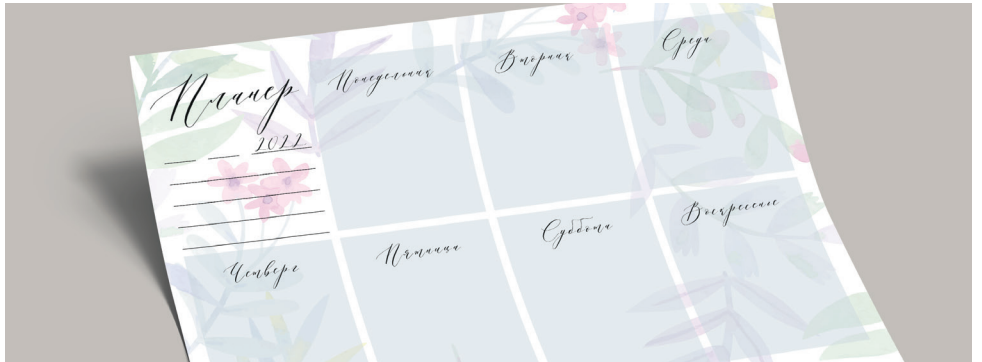 Планер
2022
Понедельник
Вторник
Среда
Четверг
Пятница
Суббота
Воскресенье